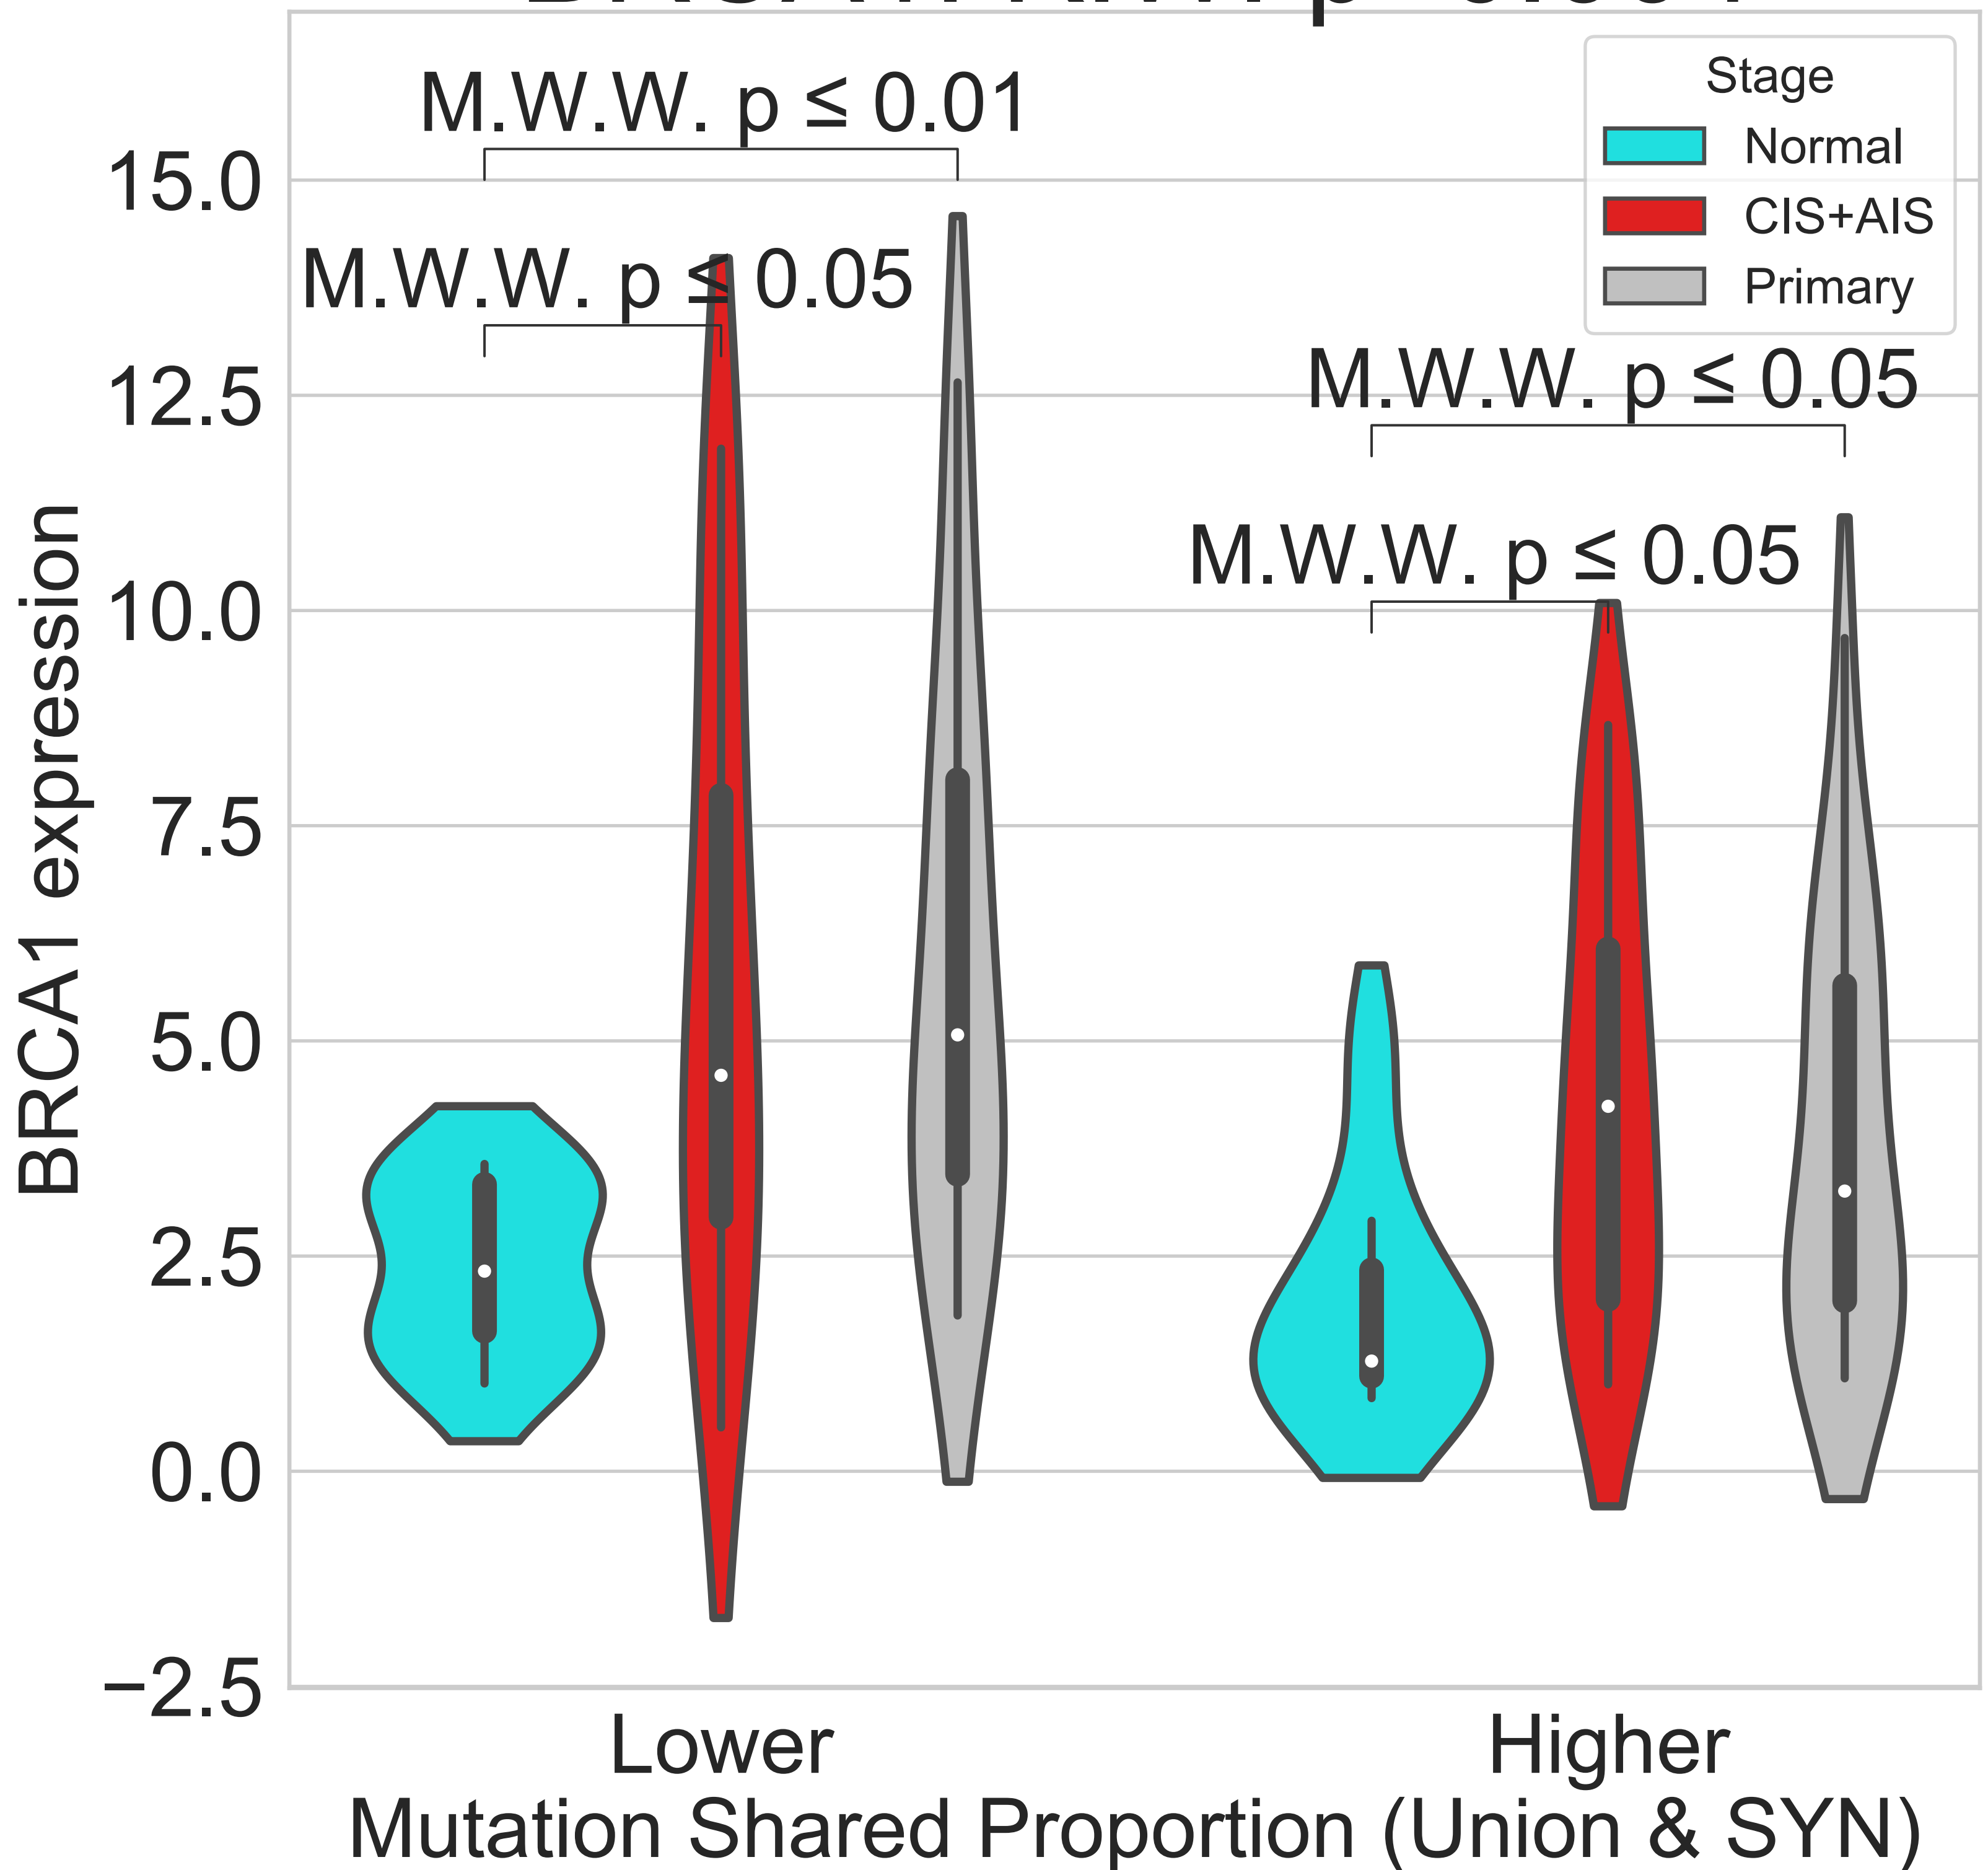 M.W.W. p ≤ 0.01
M.W.W. p ≤ 0.05
M.W.W. p ≤ 0.05
M.W.W. p ≤ 0.05
Stage
Normal
CIS+AIS
Primary
15.0
12.5
10.0
7.5
5.0
2.5
0.0
−2.5
BRCA1 expression
Lower
Higher
Mutation Shared Proportion (Union & SYN)